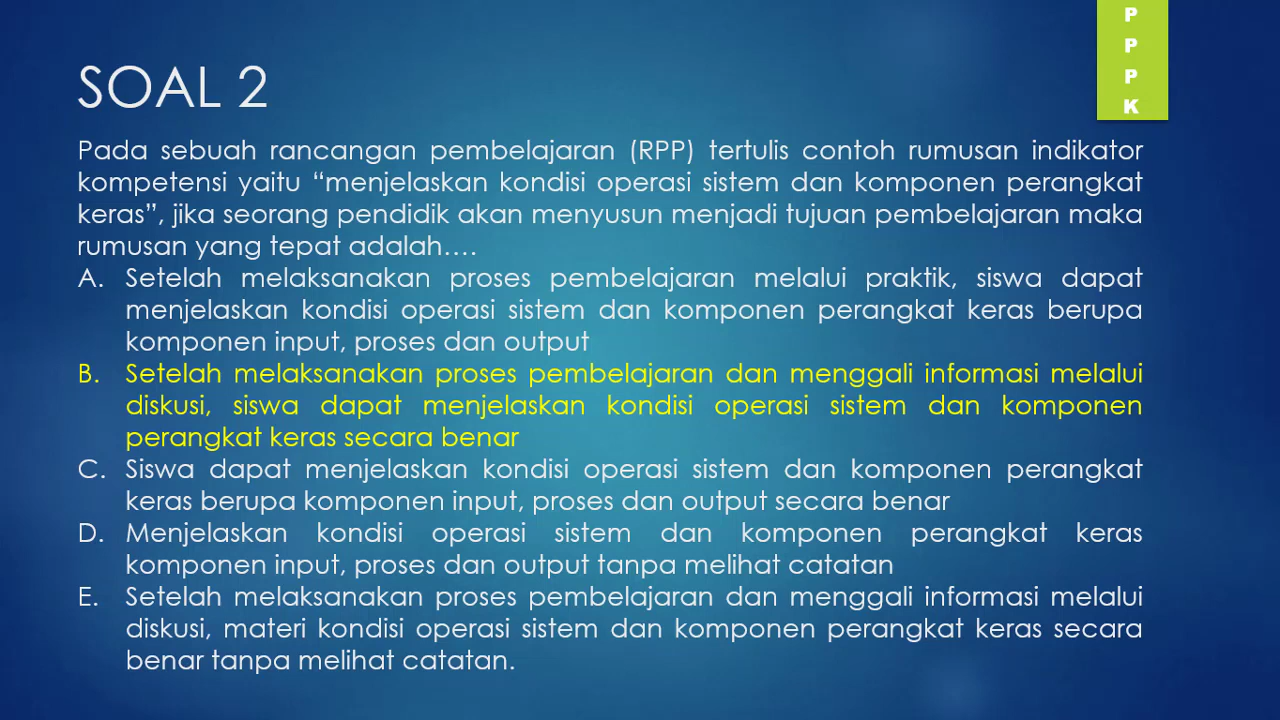 P
P
P
K
SOAL 2
Pada sebuah rancangan pembelajaran (RPP) tertulis contoh rumusan indikator
kompetensi yaitu “menjelaskan kondisi operasi sistem dan komponen perangkat
keras”, jika seorang pendidik akan menyusun menjadi tujuan pembelajaran maka
rumusan yang tepat adalah….
A. Setelah melaksanakan proses pembelajaran melalui praktik, siswa dapat
menjelaskan kondisi operasi sistem dan komponen perangkat keras berupa
komponen input, proses dan output
B. Setelah melaksanakan proses pembelajaran dan menggali informasi melalui
diskusi, siswa dapat menjelaskan kondisi operasi sistem dan komponen
perangkat keras secara benar
C. Siswa dapat menjelaskan kondisi operasi sistem dan komponen perangkat
keras berupa komponen input, proses dan output secara benar
D. Menjelaskan kondisi operasi sistem dan komponen perangkat keras
komponen input, proses dan output tanpa melihat catatan
E. Setelah melaksanakan proses pembelajaran dan menggali informasi melalui
diskusi, materi kondisi operasi sistem dan komponen perangkat keras secara
benar tanpa melihat catatan.